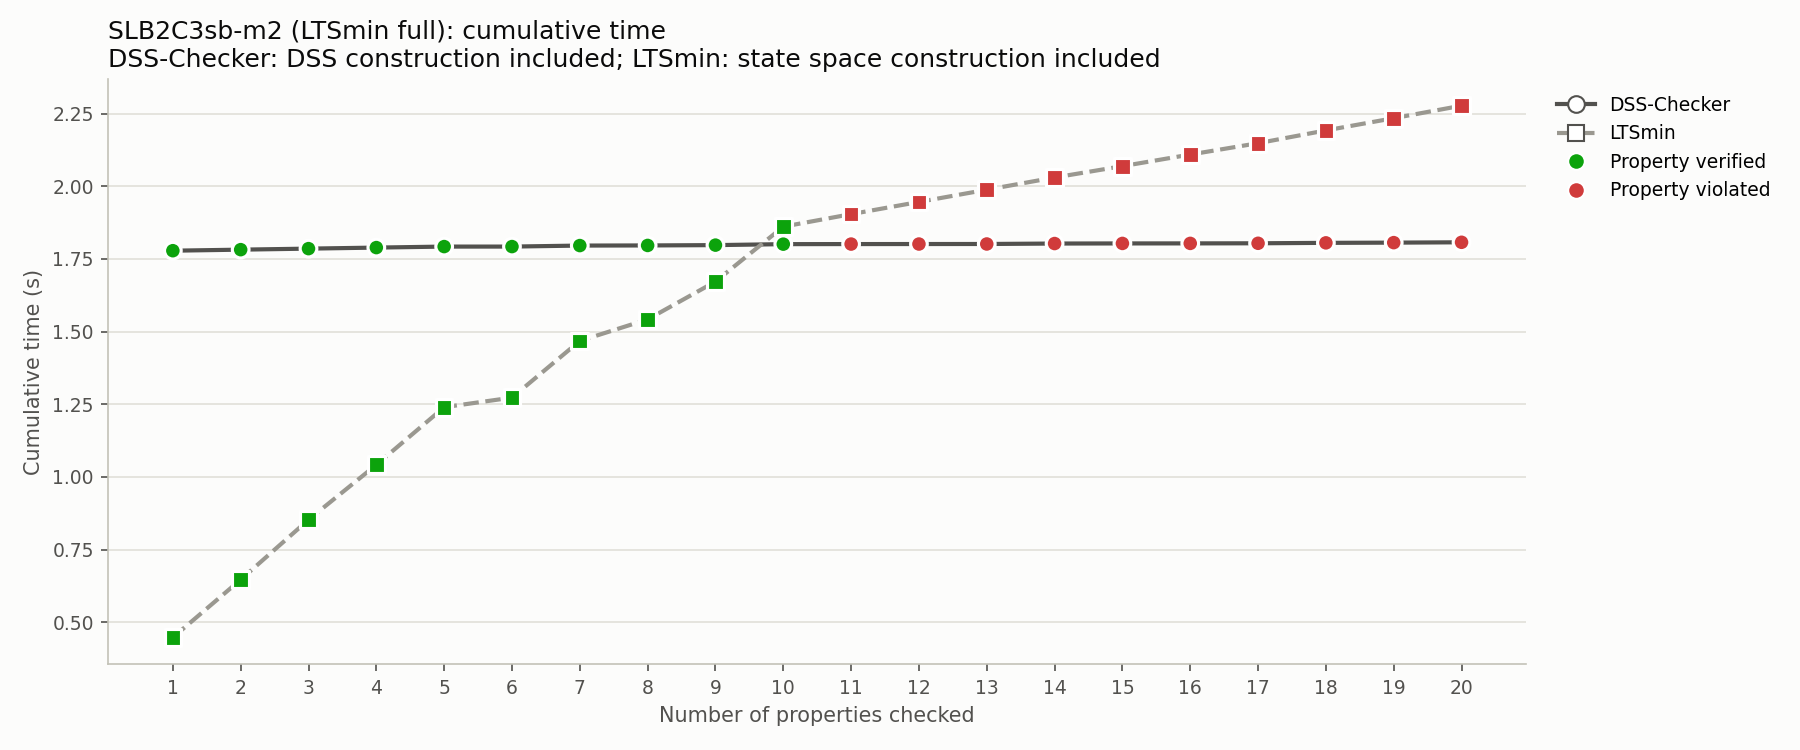 SLB2C3sb-m2 (LTSmin full): cumulative time
DSS-Checker: DSS construction included; LTSmin: state space construction included
Cumulative time (s)
2.25
2.00
1.75
1.50
1.25
1.00
0.75
0.50
1 2 3 4 5 6 7 8 9 10 11 12 13 14 15 16 17 18 19 20
Number of properties checked
DSS-Checker
LTSmin
Property verified
Property violated